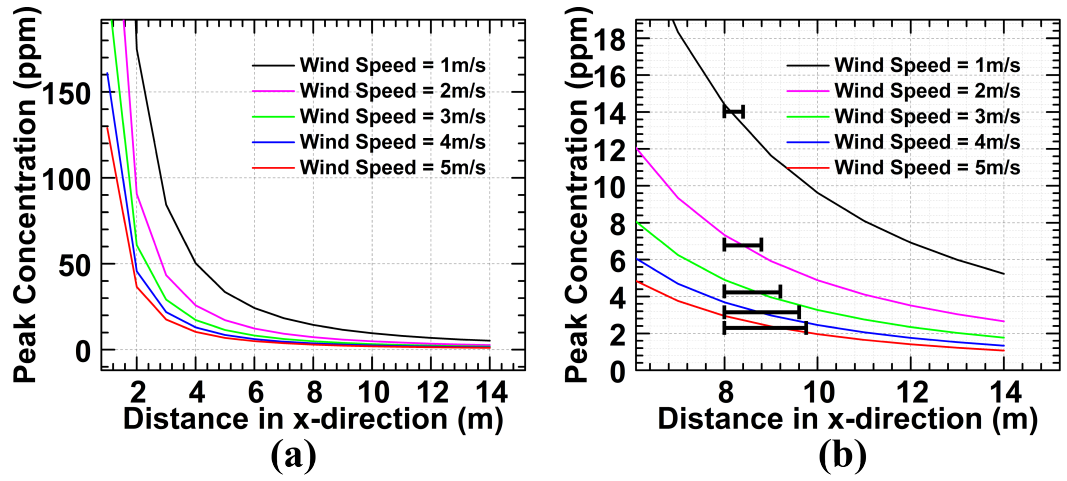 Peak Concentration (ppm)
150
100
50
0
Wind Speed = 1m/s
Wind Speed = 2m/s
Wind Speed = 3m/s
Wind Speed = 4m/s
Wind Speed = 5m/s
2 4 6 8 10 12 14
Distance in x-direction (m)
(a)
Peak Concentration (ppm)
18
16
14
12
10
8
6
4
2
0
Wind Speed = 1m/s
Wind Speed = 2m/s
Wind Speed = 3m/s
Wind Speed = 4m/s
Wind Speed = 5m/s
8 10 12 14
Distance in x-direction (m)
(b)